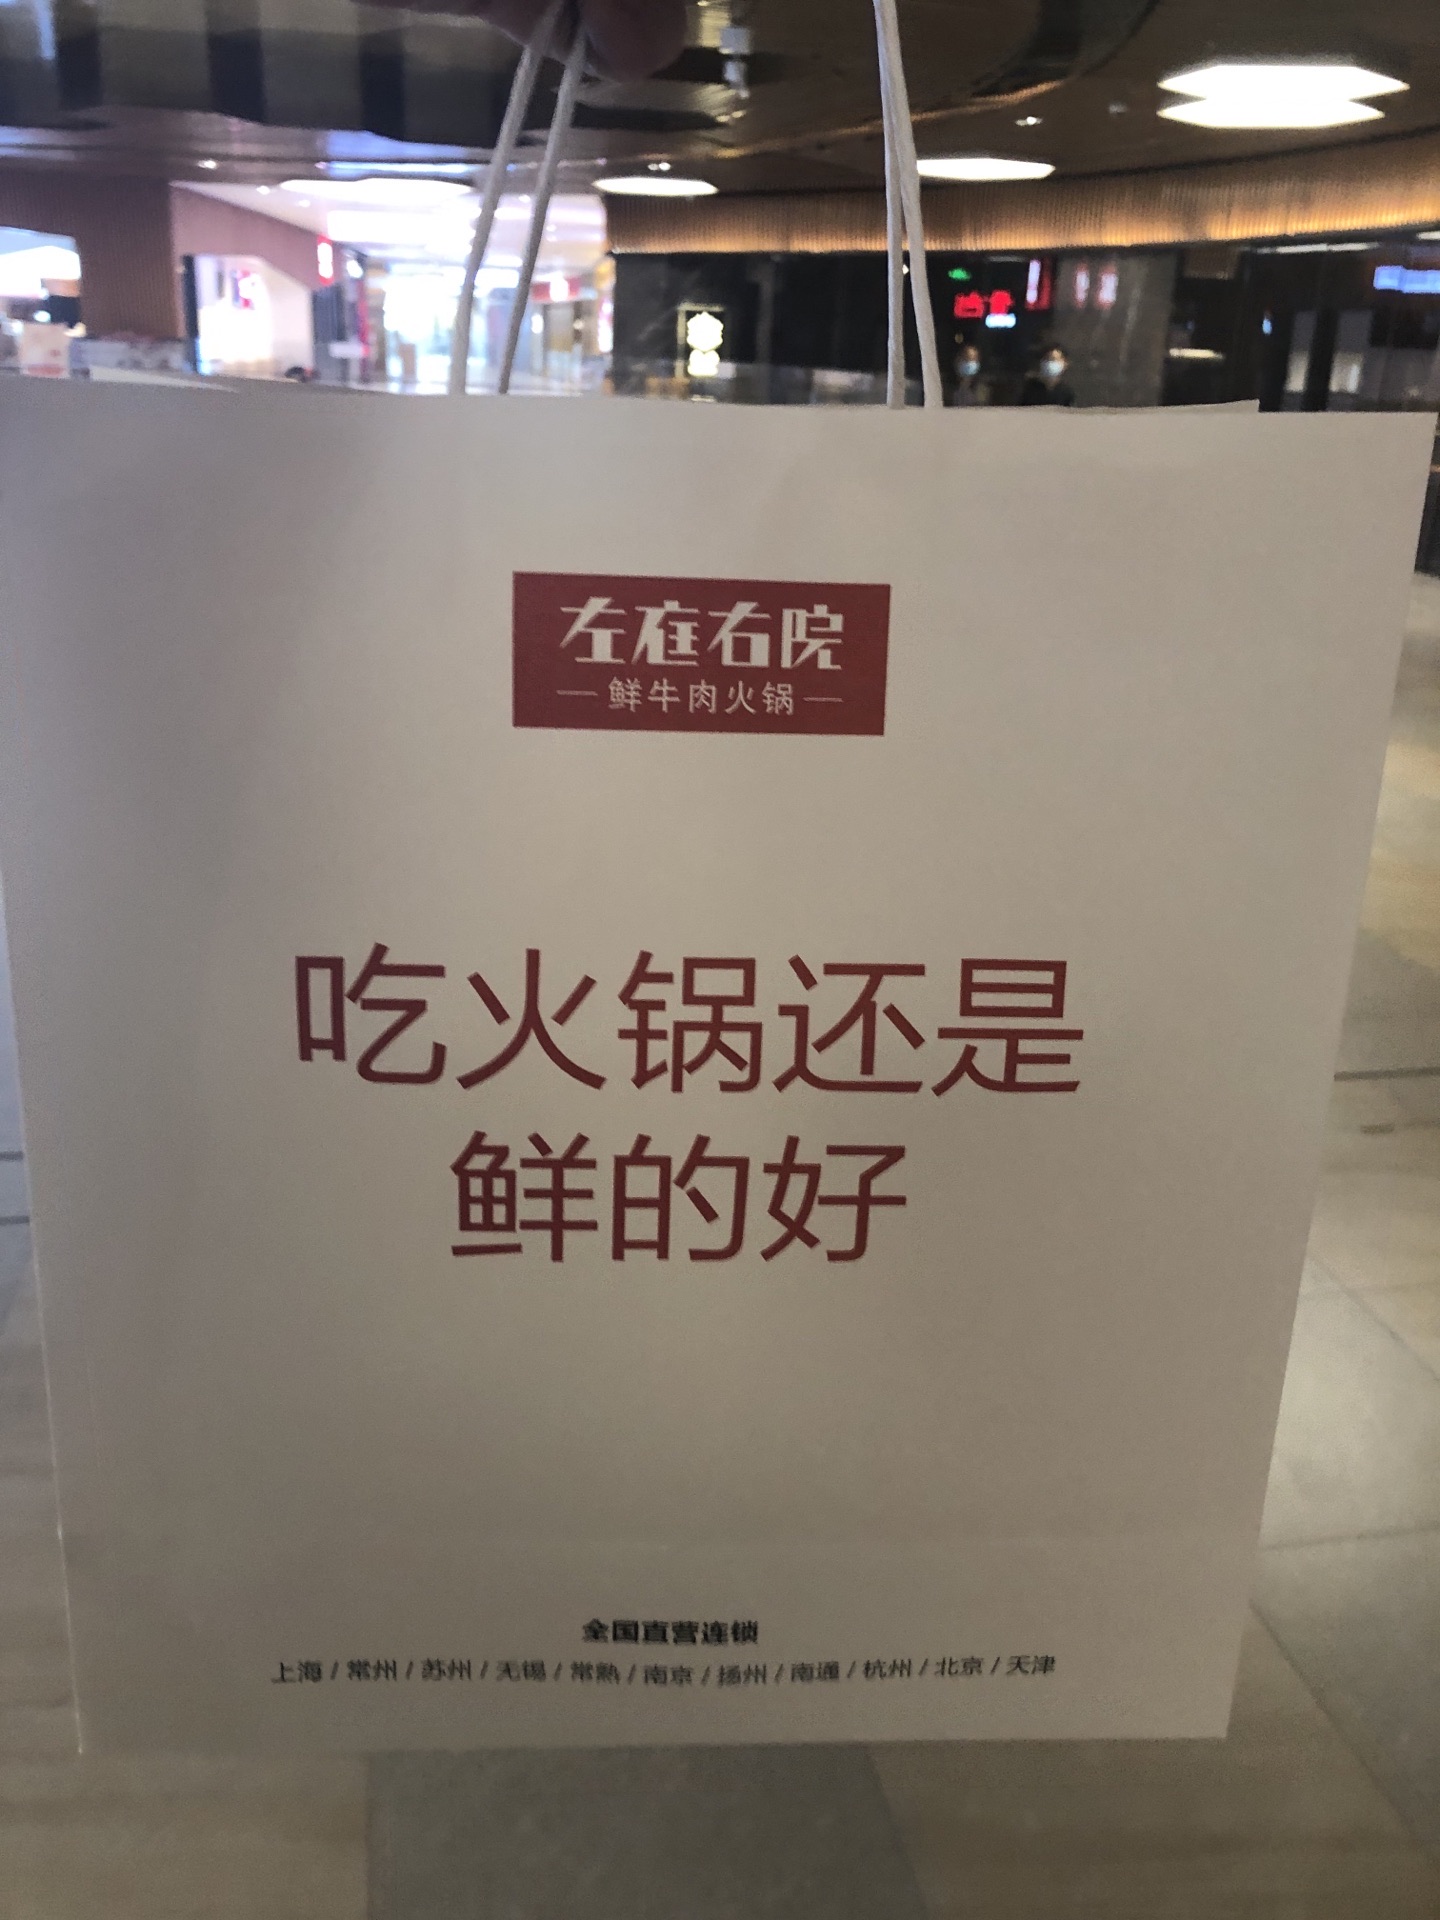 左庭右院
鲜牛肉火锅
吃火锅还是
鲜的好
全国直营连锁
上海/常州/苏州/无锡/常熟/南京/扬州/南通/杭州/北京/天津